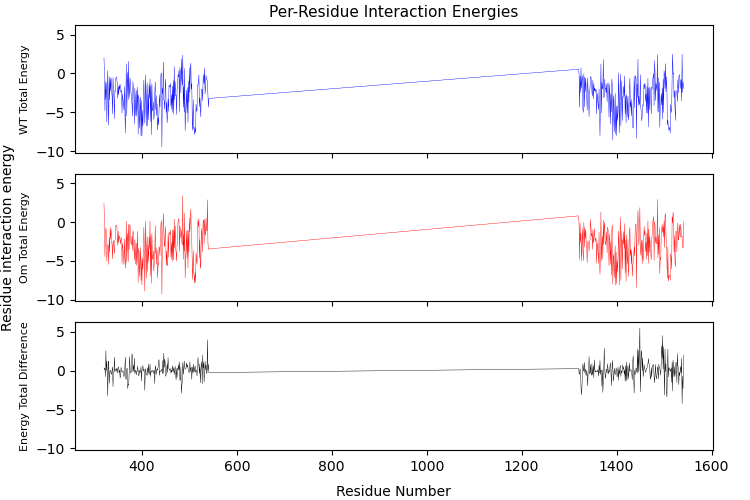 Per-Residue Interaction Energies
Residue interaction energy
WT Total Energy
5
0
−5
−10
Om Total Energy
5
0
−5
−10
Energy Total Difference
5
0
−5
−10
400 600 800 1000 1200 1400 1600
Residue Number